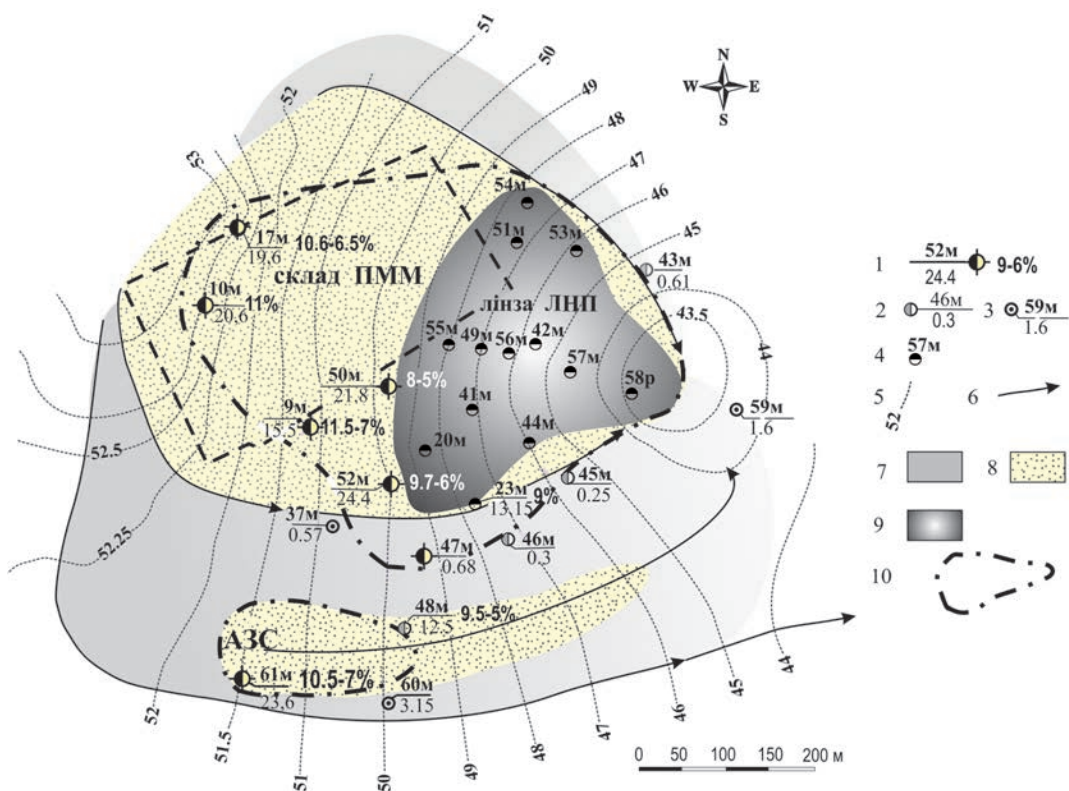 51
50
52
49
48
47
46
45
53
N
W E
S
54м
51м
53м
17м 10.6-6.5%
19,6
склад ПММ
43м
0.61
10м 11%
20,6
лінза ЛНП
43.5
44
55м
49м
56м
42м
57м
58р
50м 8-5%
21,8
41м
9м 11.5-7%
15,5
59м
1.6
44м
20м
52.5
52м 9.7-6%
24.4
45м
0.25
23м 9%
13,15
37м
0.57
46м
0.3
52.25
47м
0.68
48м 9.5-5%
12.5
АЗС
61м 10.5-7%
23,6
60м
3.15
44
45
46
47
48
49
50
51
51.5
52
0 50 100 150 200 м
1 52м 9-6%
24.4
2 46м 3 59м
0.3 1.6
4 57м
5 52 6
7 8
9
10